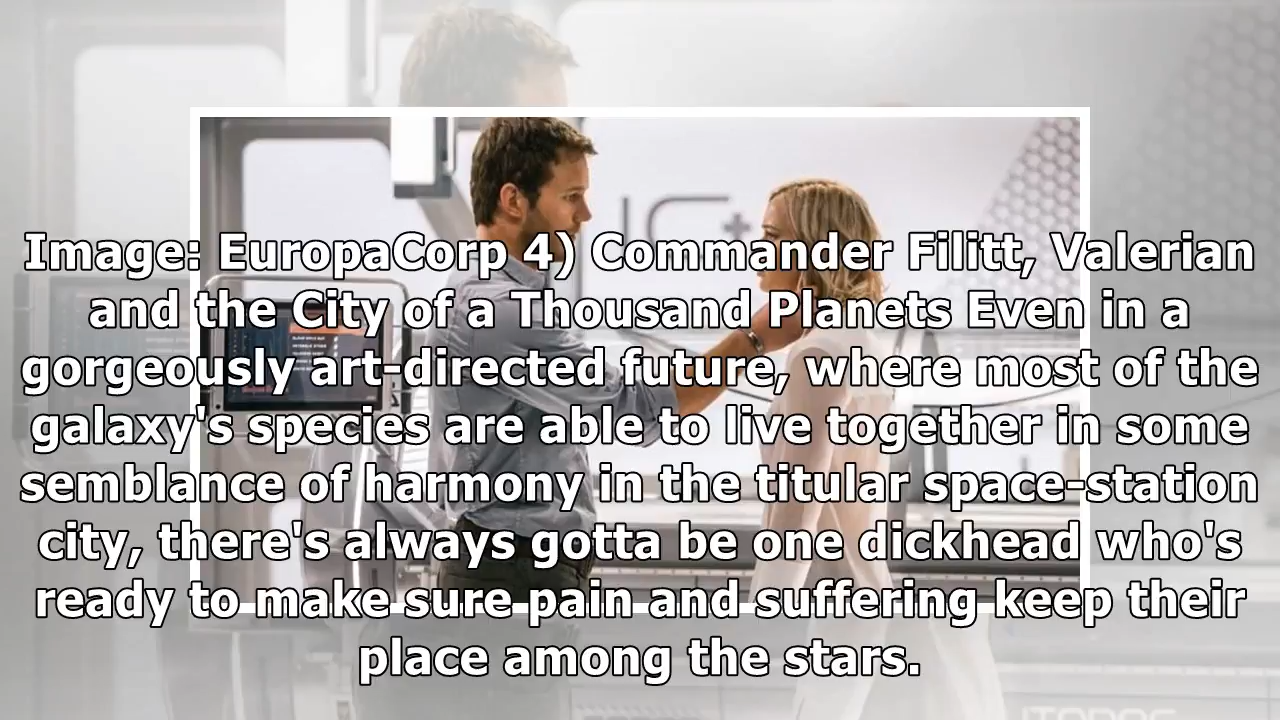 Image: EuropaCorp 4) Commander Filitt, Valerian
and the City of a Thousand Planets Even in a
gorgeously art-directed future, where most of the
galaxy's species are able to live together in some
semblance of harmony in the titular space-station
city, there's always gotta be one dickhead who's
ready to make sure pain and suffering keep their
place among the stars.